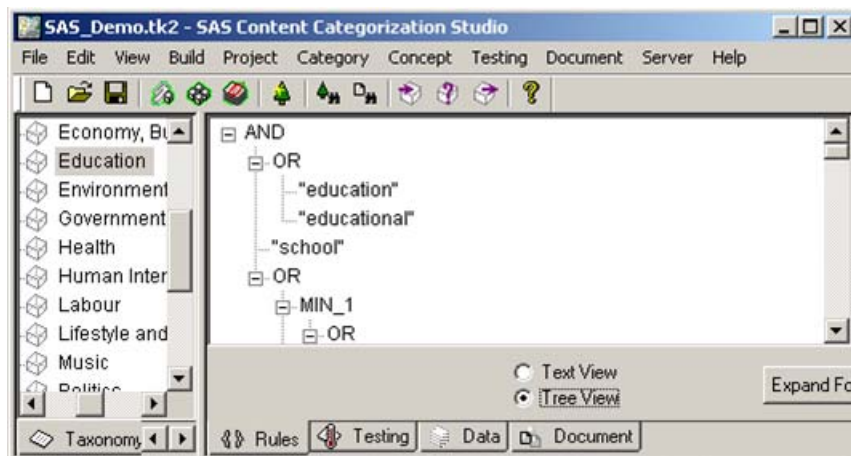 SAS_Demo.tk2 - SAS Content Categorization Studio
File Edit View Build Project Category Concept Testing Document Server Help
Economy, Bu
Education
Environment
Government
Health
Human Inter
Labour
Lifestyle and
Music
Politics
AND
OR
"education"
"educational"
"school"
OR
MIN_1
OR
Text View
Tree View
Expand Fo
Taxonomy
Rules Testing Data Document